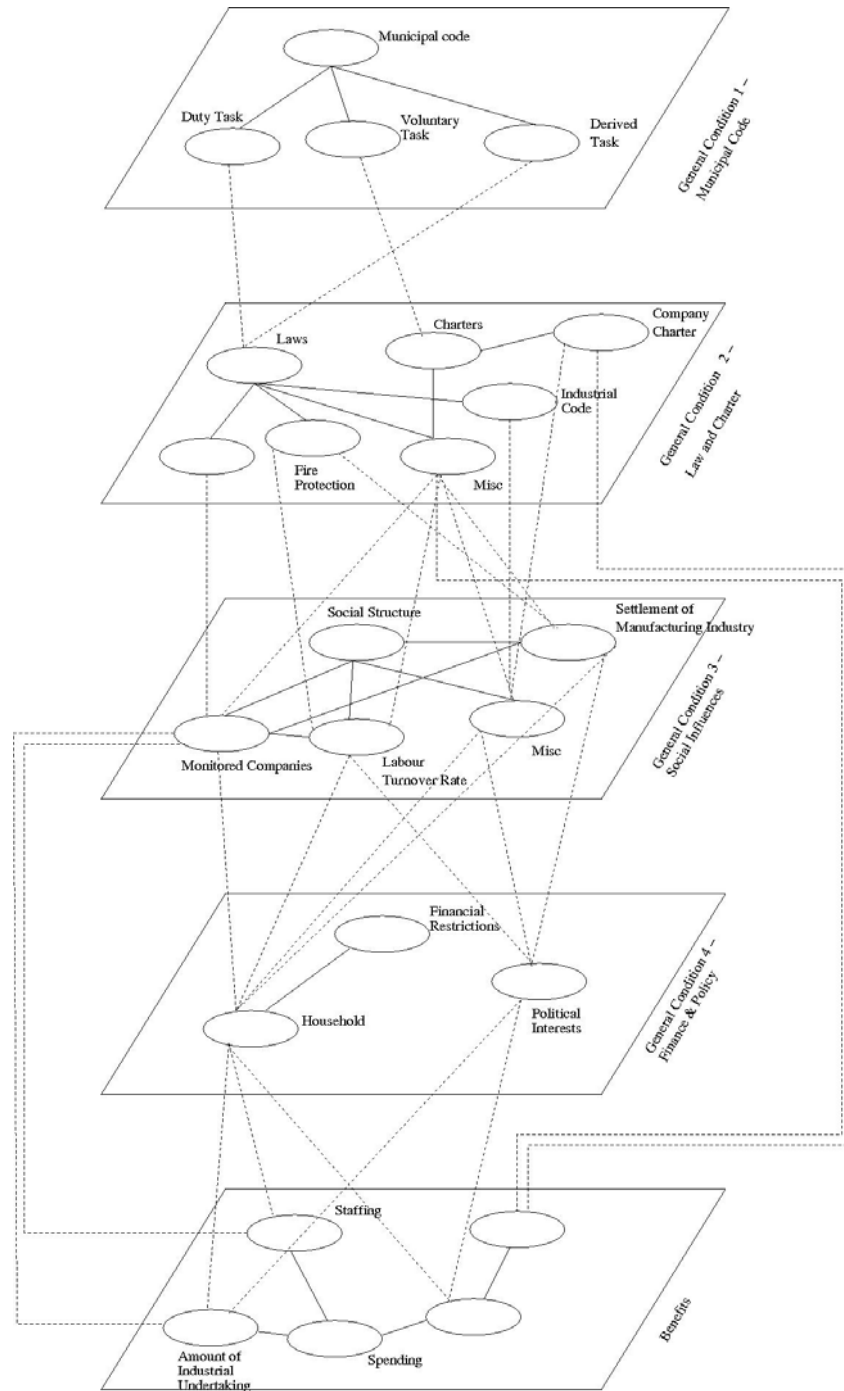 Municipal code
Duty Task
Voluntary
Task
Derived
Task
General Condition 1 –
Municipal Code
Laws
Charters
Company
Charter
Industrial
Code
Fire
Protection
Misc
General Condition 2 –
Law and Charter
Social Structure
Settlement of
Manufacturing Industry
Monitored Companies
Labour
Turnover Rate
Misc
General Condition 3 –
Social Influences
Financial
Restrictions
Household
Political
Interests
General Condition 4 –
Finance & Policy
Staffing
Amount of
Industrial
Undertaking
Spending
Benefits